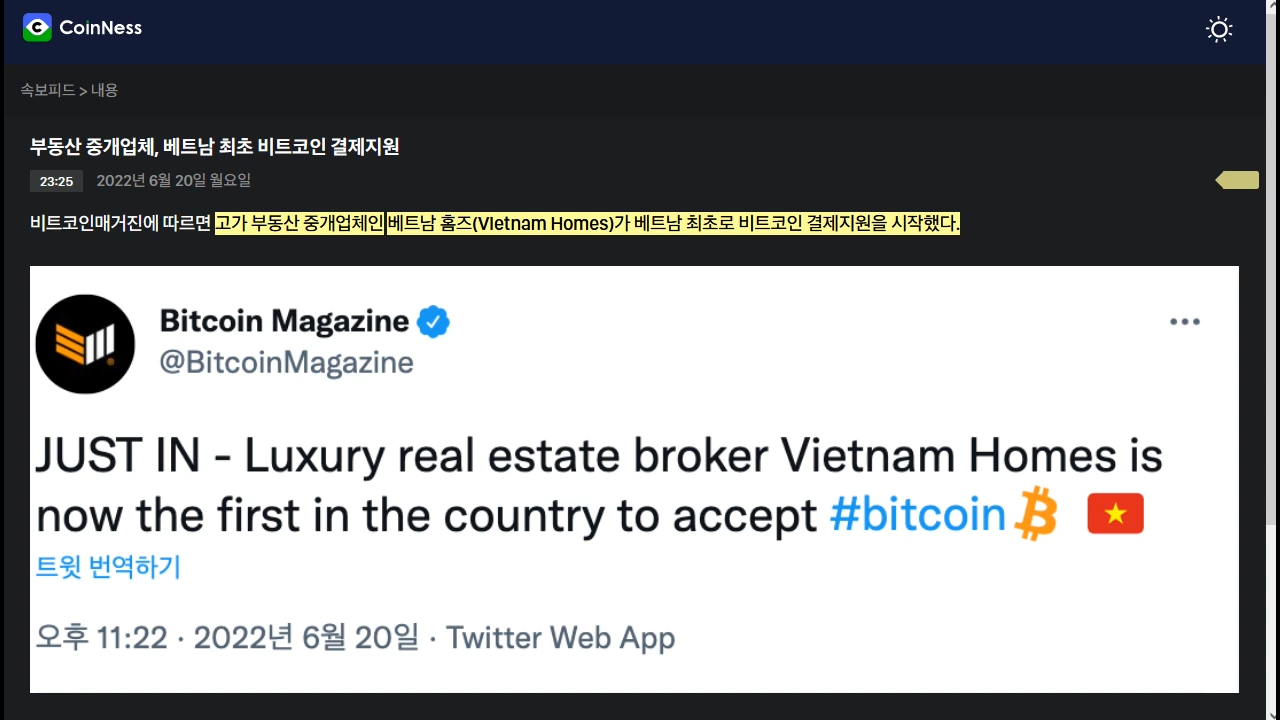 CoinNess
속보피드 > 내용
부동산 중개업체, 베트남 최초 비트코인 결제지원
23:25 2022년 6월 20일 월요일
비트코인매거진에 따르면 고가 부동산 중개업체인 베트남 홈즈(VIetnam Homes)가 베트남 최초로 비트코인 결제지원을 시작했다.
Bitcoin Magazine
@BitcoinMagazine
JUST IN - Luxury real estate broker Vietnam Homes is
now the first in the country to accept #bitcoin
트윗 번역하기
오후 11:22 · 2022년 6월 20일 · Twitter Web App